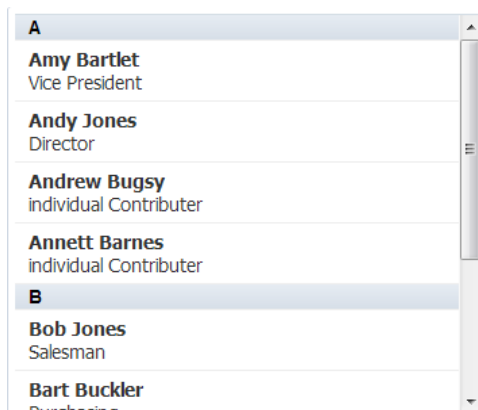 A
Amy Bartlet
Vice President
Andy Jones
Director
Andrew Bugsy
individual Contributer
Annett Barnes
individual Contributer
B
Bob Jones
Salesman
Bart Buckler
Purchasing